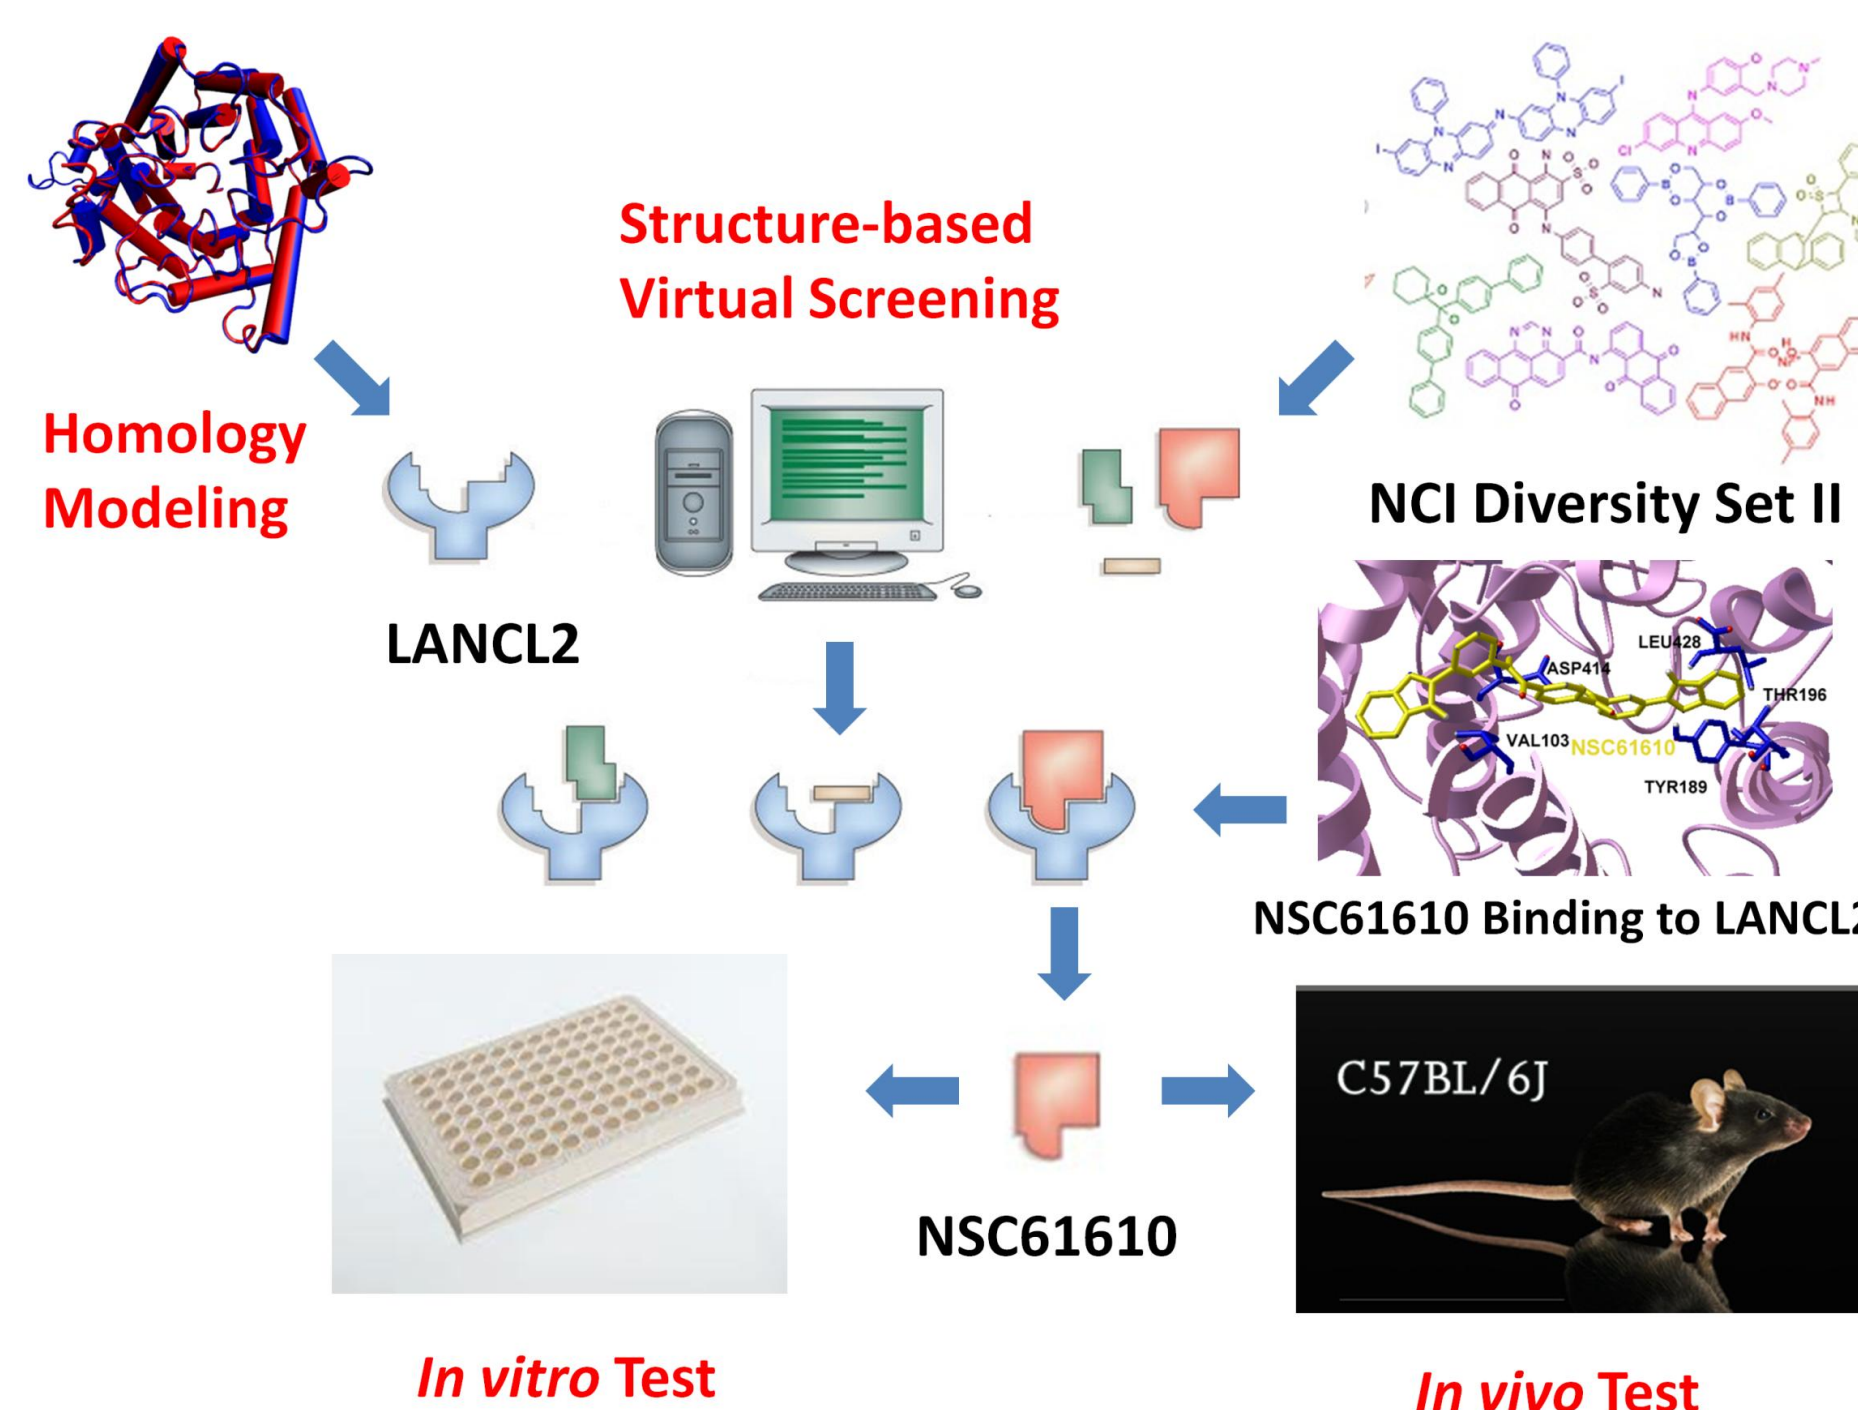 Structure-based
Virtual Screening
Homology
Modeling
NCI Diversity Set II
LANCL2
LEU428
ASP414
THR196
VAL103
NSC61610
TYR189
NSC61610 Binding to LANCL2
C57BL/6J
NSC61610
In vitro Test
In vivo Test